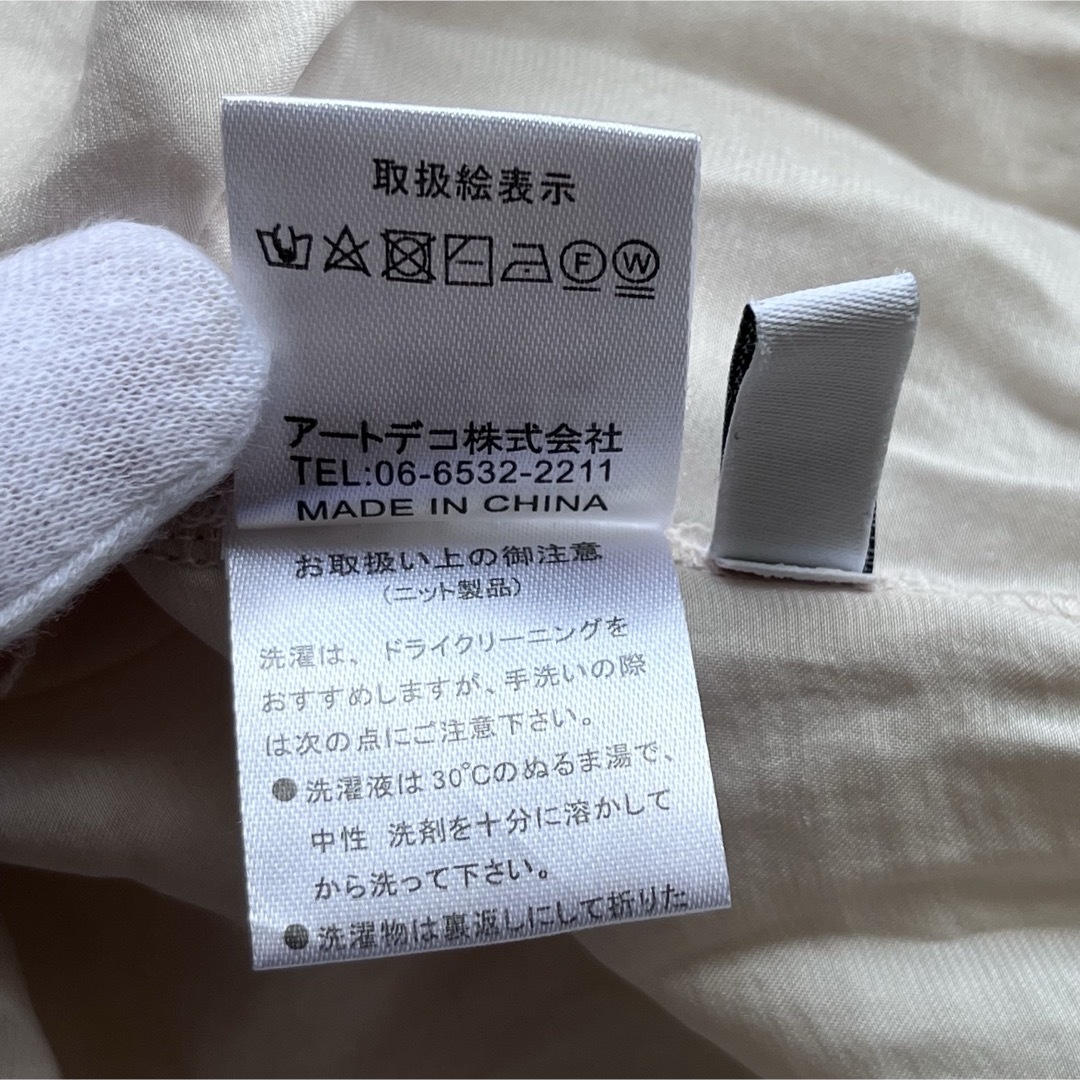 取扱絵表示
F W
アートデコ株式会社
TEL:06-6532-2211
MADE IN CHINA
お取扱い上の御注意
(ニット製品)
洗濯は、ドライクリーニングを
おすすめしますが、手洗いの際
は次の点にご注意下さい。
●洗濯液は30℃のぬるま湯で、
中性 洗剤を十分に溶かして
から洗って下さい。
●洗濯物は裏返しにして折りた